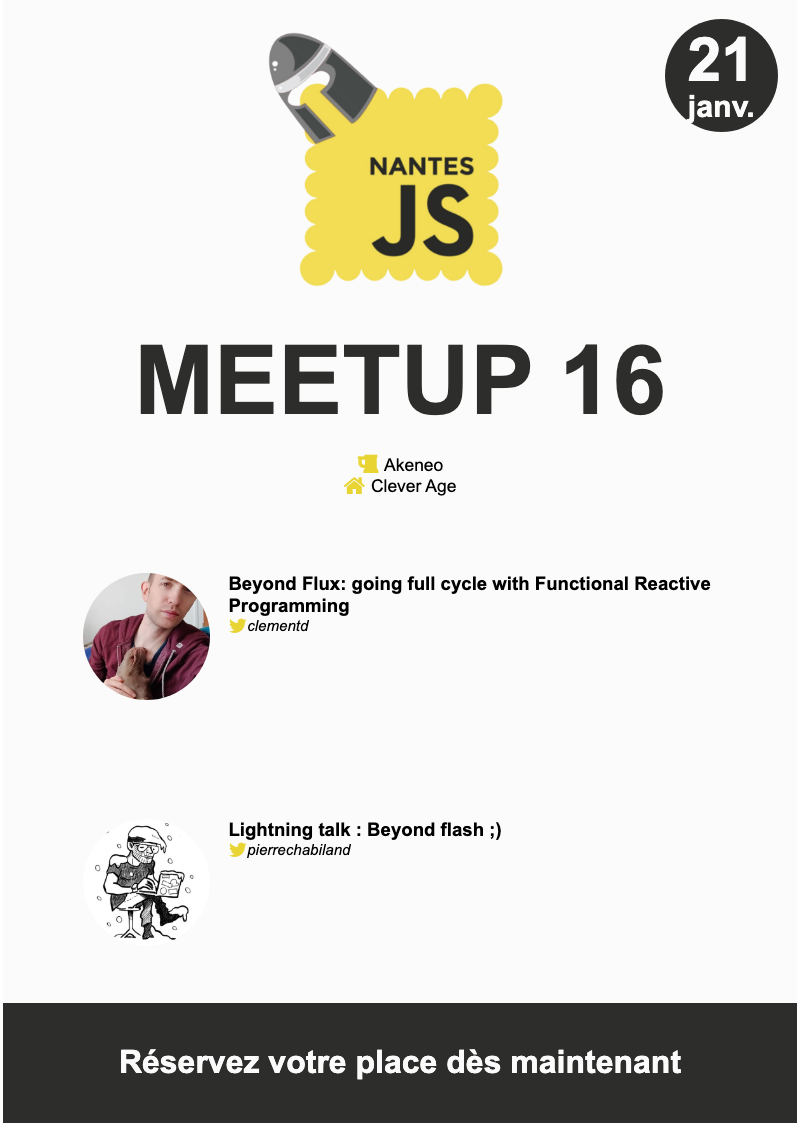 21
janv.
NANTES
JS
MEETUP 16
Akeneo
Clever Age
Beyond Flux: going full cycle with Functional Reactive
Programming
clementd
Lightning talk : Beyond flash ;)
pierrechabiland
Réservez votre place dès maintenant